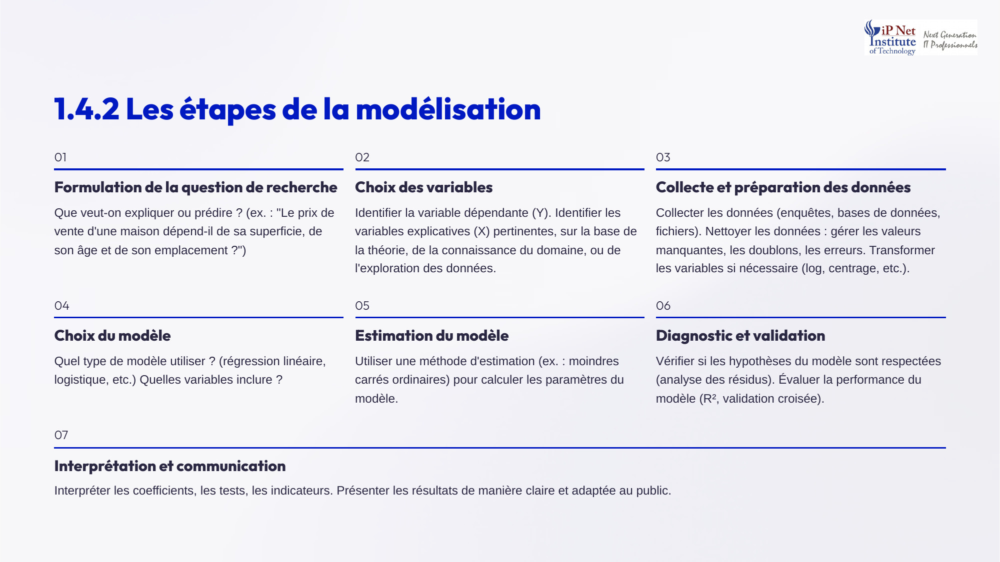 iP Net
Institute
of Technology
Next Generation
IT Professionnels
1.4.2 Les étapes de la modélisation
01
Formulation de la question de recherche
Que veut-on expliquer ou prédire ? (ex. : "Le prix de
vente d'une maison dépend-il de sa superficie, de
son âge et de son emplacement ?")
02
Choix des variables
Identifier la variable dépendante (Y). Identifier les
variables explicatives (X) pertinentes, sur la base de
la théorie, de la connaissance du domaine, ou de
l'exploration des données.
03
Collecte et préparation des données
Collecter les données (enquêtes, bases de données,
fichiers). Nettoyer les données : gérer les valeurs
manquantes, les doublons, les erreurs. Transformer
les variables si nécessaire (log, centrage, etc.).
04
Choix du modèle
Quel type de modèle utiliser ? (régression linéaire,
logistique, etc.) Quelles variables inclure ?
05
Estimation du modèle
Utiliser une méthode d'estimation (ex. : moindres
carrés ordinaires) pour calculer les paramètres du
modèle.
06
Diagnostic et validation
Vérifier si les hypothèses du modèle sont respectées
(analyse des résidus). Évaluer la performance du
modèle (R², validation croisée).
07
Interprétation et communication
Interpréter les coefficients, les tests, les indicateurs. Présenter les résultats de manière claire et adaptée au public.